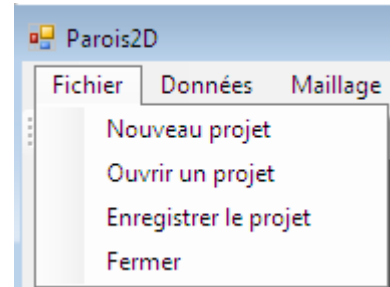 Parois2D
Fichier Données Maillage
Nouveau projet
Ouvrir un projet
Enregistrer le projet
Fermer